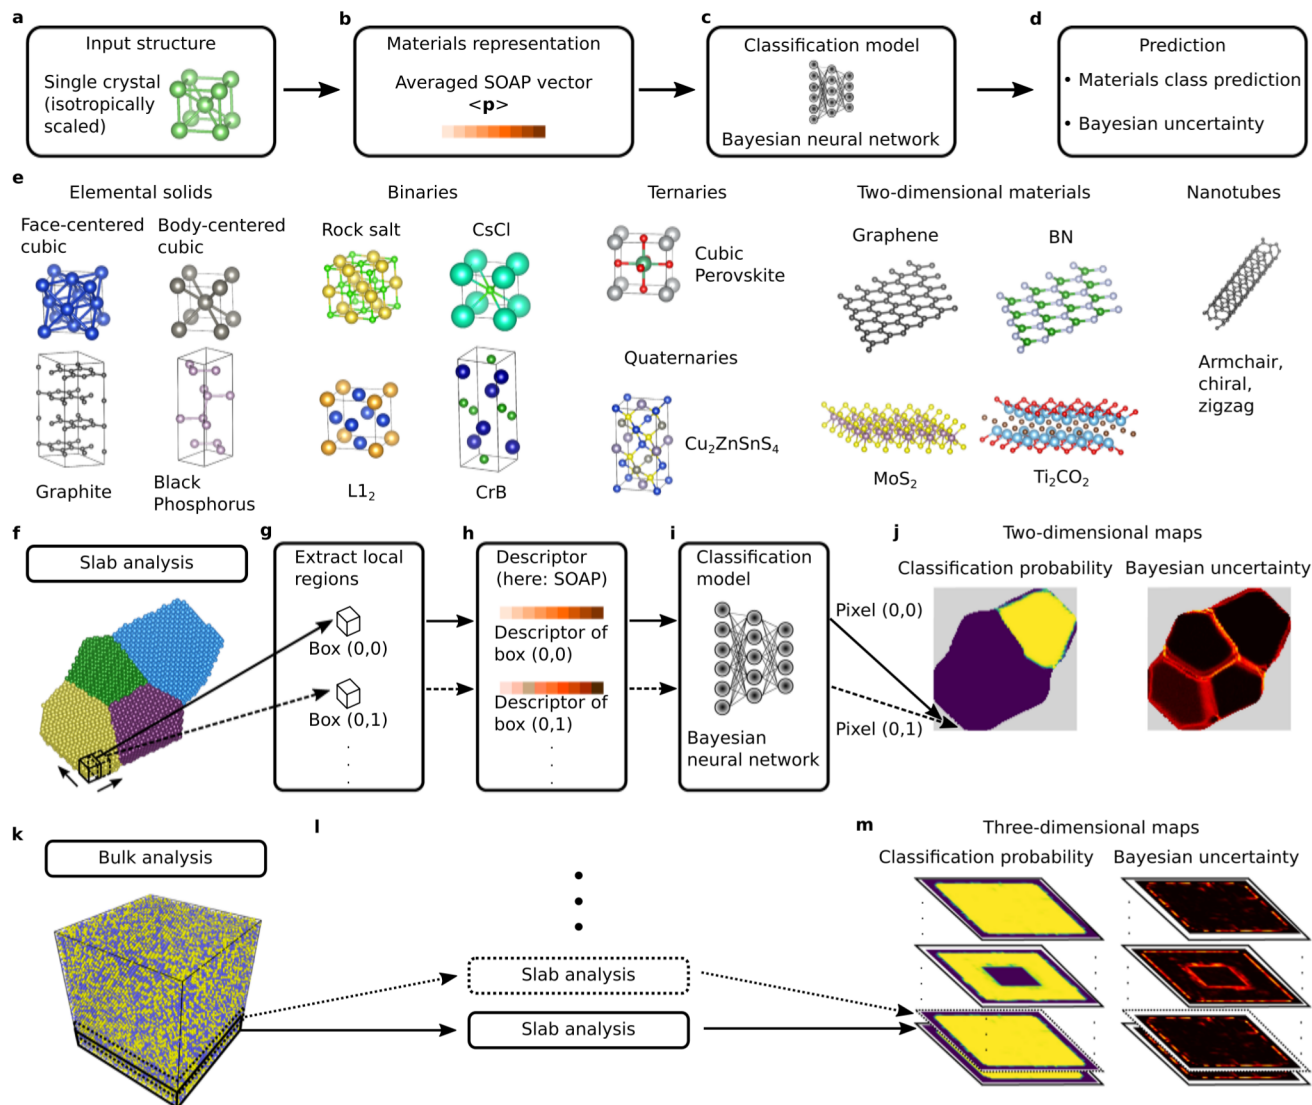 a
Input structure
Single crystal
(isotropically
scaled)
b
Materials representation
Averaged SOAP vector
<p>
c
Classification model
Bayesian neural network
d
Prediction
• Materials class prediction
• Bayesian uncertainty
e
Elemental solids
Face-centered
cubic
Body-centered
cubic
Graphite
Black
Phosphorus
Binaries
Rock salt
CsCl
L1₂
CrB
Ternaries
Cubic
Perovskite
Quaternaries
Cu₂ZnSnS₄
Two-dimensional materials
Graphene
BN
MoS₂
Ti₂CO₂
Nanotubes
Armchair,
chiral,
zigzag
f
Slab analysis
g
Extract local
regions
Box (0,0)
Box (0,1)
h
Descriptor
(here: SOAP)
Descriptor of
box (0,0)
Descriptor of
box (0,1)
i
Classification
model
Bayesian
neural network
Pixel (0,0)
Pixel (0,1)
j
Two-dimensional maps
Classification probability
Bayesian uncertainty
k
Bulk analysis
l
Slab analysis
Slab analysis
m
Three-dimensional maps
Classification probability
Bayesian uncertainty